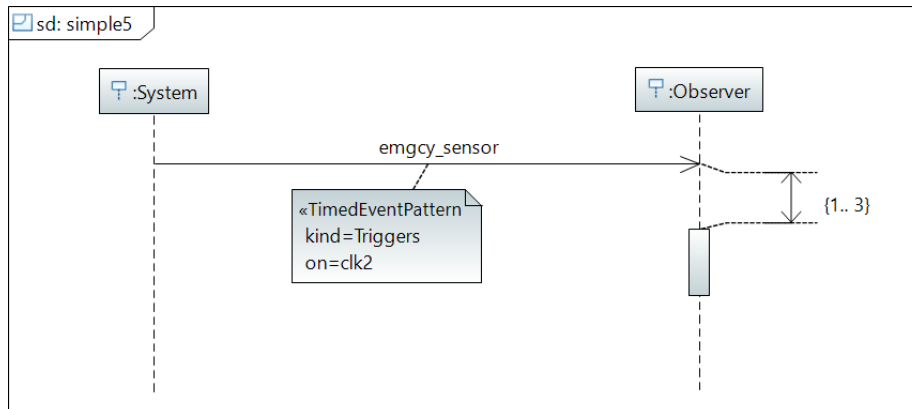 sd: simple5
:System
:Observer
emgcy_sensor
«TimedEventPattern
kind=Triggers
on=clk2
{1.. 3}